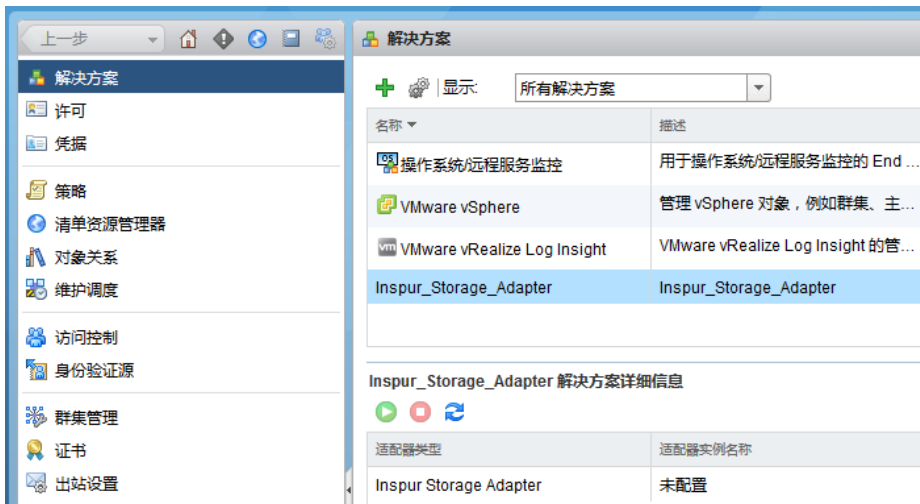 上一步
解决方案
许可
凭据
策略
清单资源管理器
对象关系
维护调度
访问控制
身份验证源
群集管理
证书
出站设置
解决方案
显示: 所有解决方案
名称 描述
操作系统/远程服务监控 用于操作系统/远程服务监控的 End ...
VMware vSphere 管理 vSphere 对象，例如群集、主...
VMware vRealize Log Insight VMware vRealize Log Insight 的管...
Inspur_Storage_Adapter Inspur_Storage_Adapter
Inspur_Storage_Adapter 解决方案详细信息
适配器类型 适配器实例名称
Inspur Storage Adapter 未配置